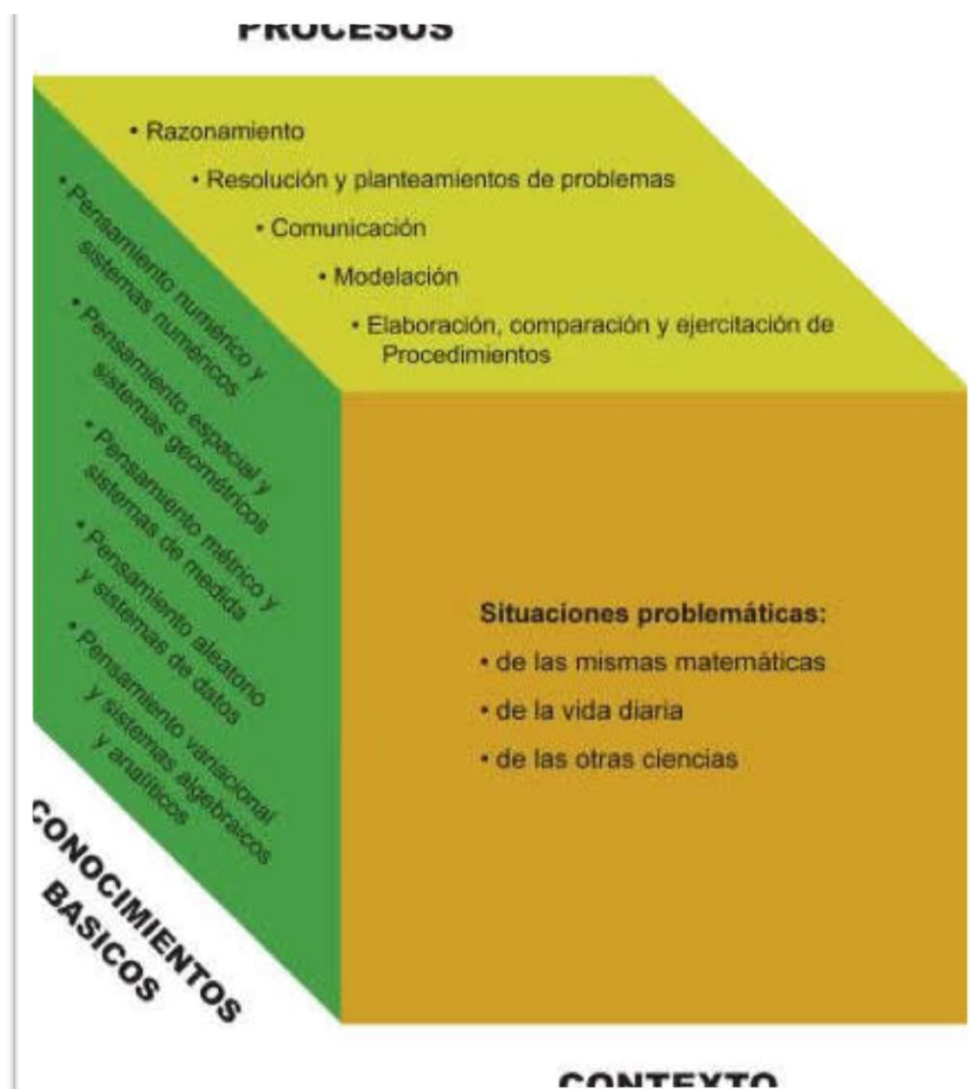 PROCESOS
• Razonamiento
• Resolución y planteamientos de problemas
• Comunicación
• Modelación
• Elaboración, comparación y ejercitación de
Procedimientos
• Pensamiento numérico y
sistemas numéricos
• Pensamiento espacial y
sistemas geométricos
• Pensamiento métrico y
sistemas de medida
• Pensamiento aleatorio
y sistemas de datos
• Pensamiento variacional
y sistemas algebraicos
y analíticos
CONOCIMIENTOS
BASICOS
Situaciones problemáticas:
• de las mismas matemáticas
• de la vida diaria
• de las otras ciencias
CONTEXTO